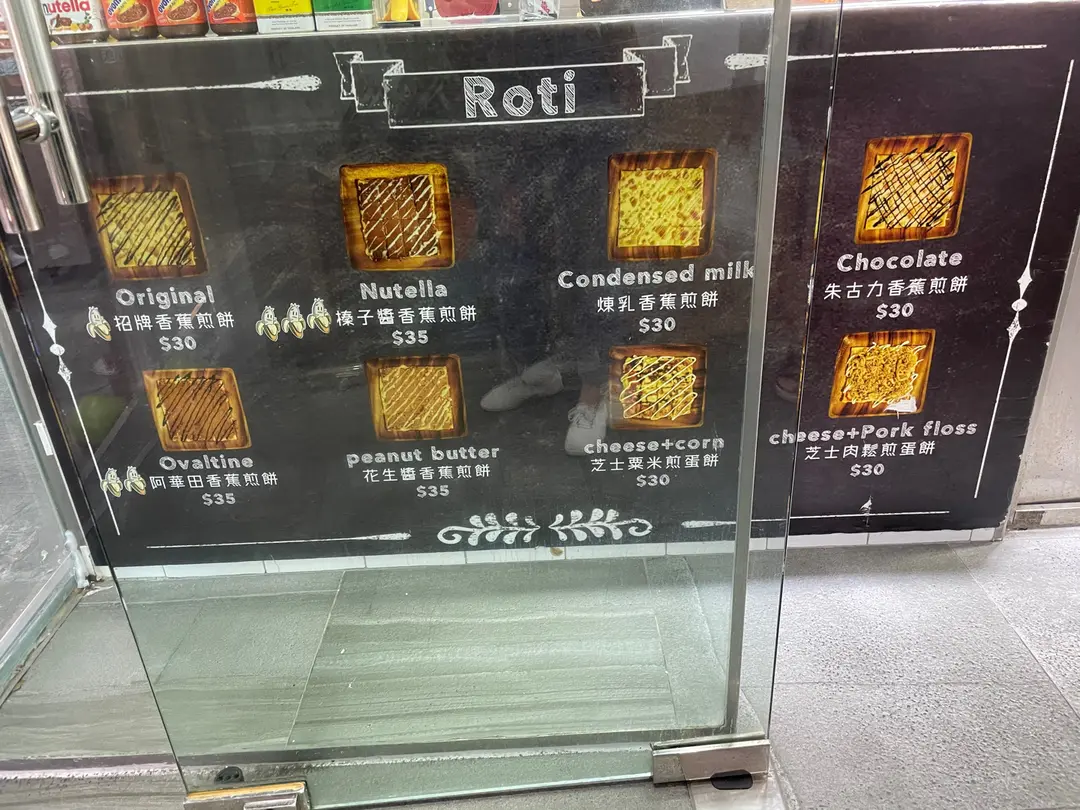 nutella
Roti
Original
招牌香蕉煎餅
$30
Nutella
榛子醬香蕉煎餅
$35
Condensed milk
煉乳香蕉煎餅
$30
Chocolate
朱古力香蕉煎餅
$30
Ovaltine
阿華田香蕉煎餅
$35
peanut butter
花生醬香蕉煎餅
$35
cheese+corn
芝士粟米煎蛋餅
$30
cheese+Pork floss
芝士肉鬆煎蛋餅
$30